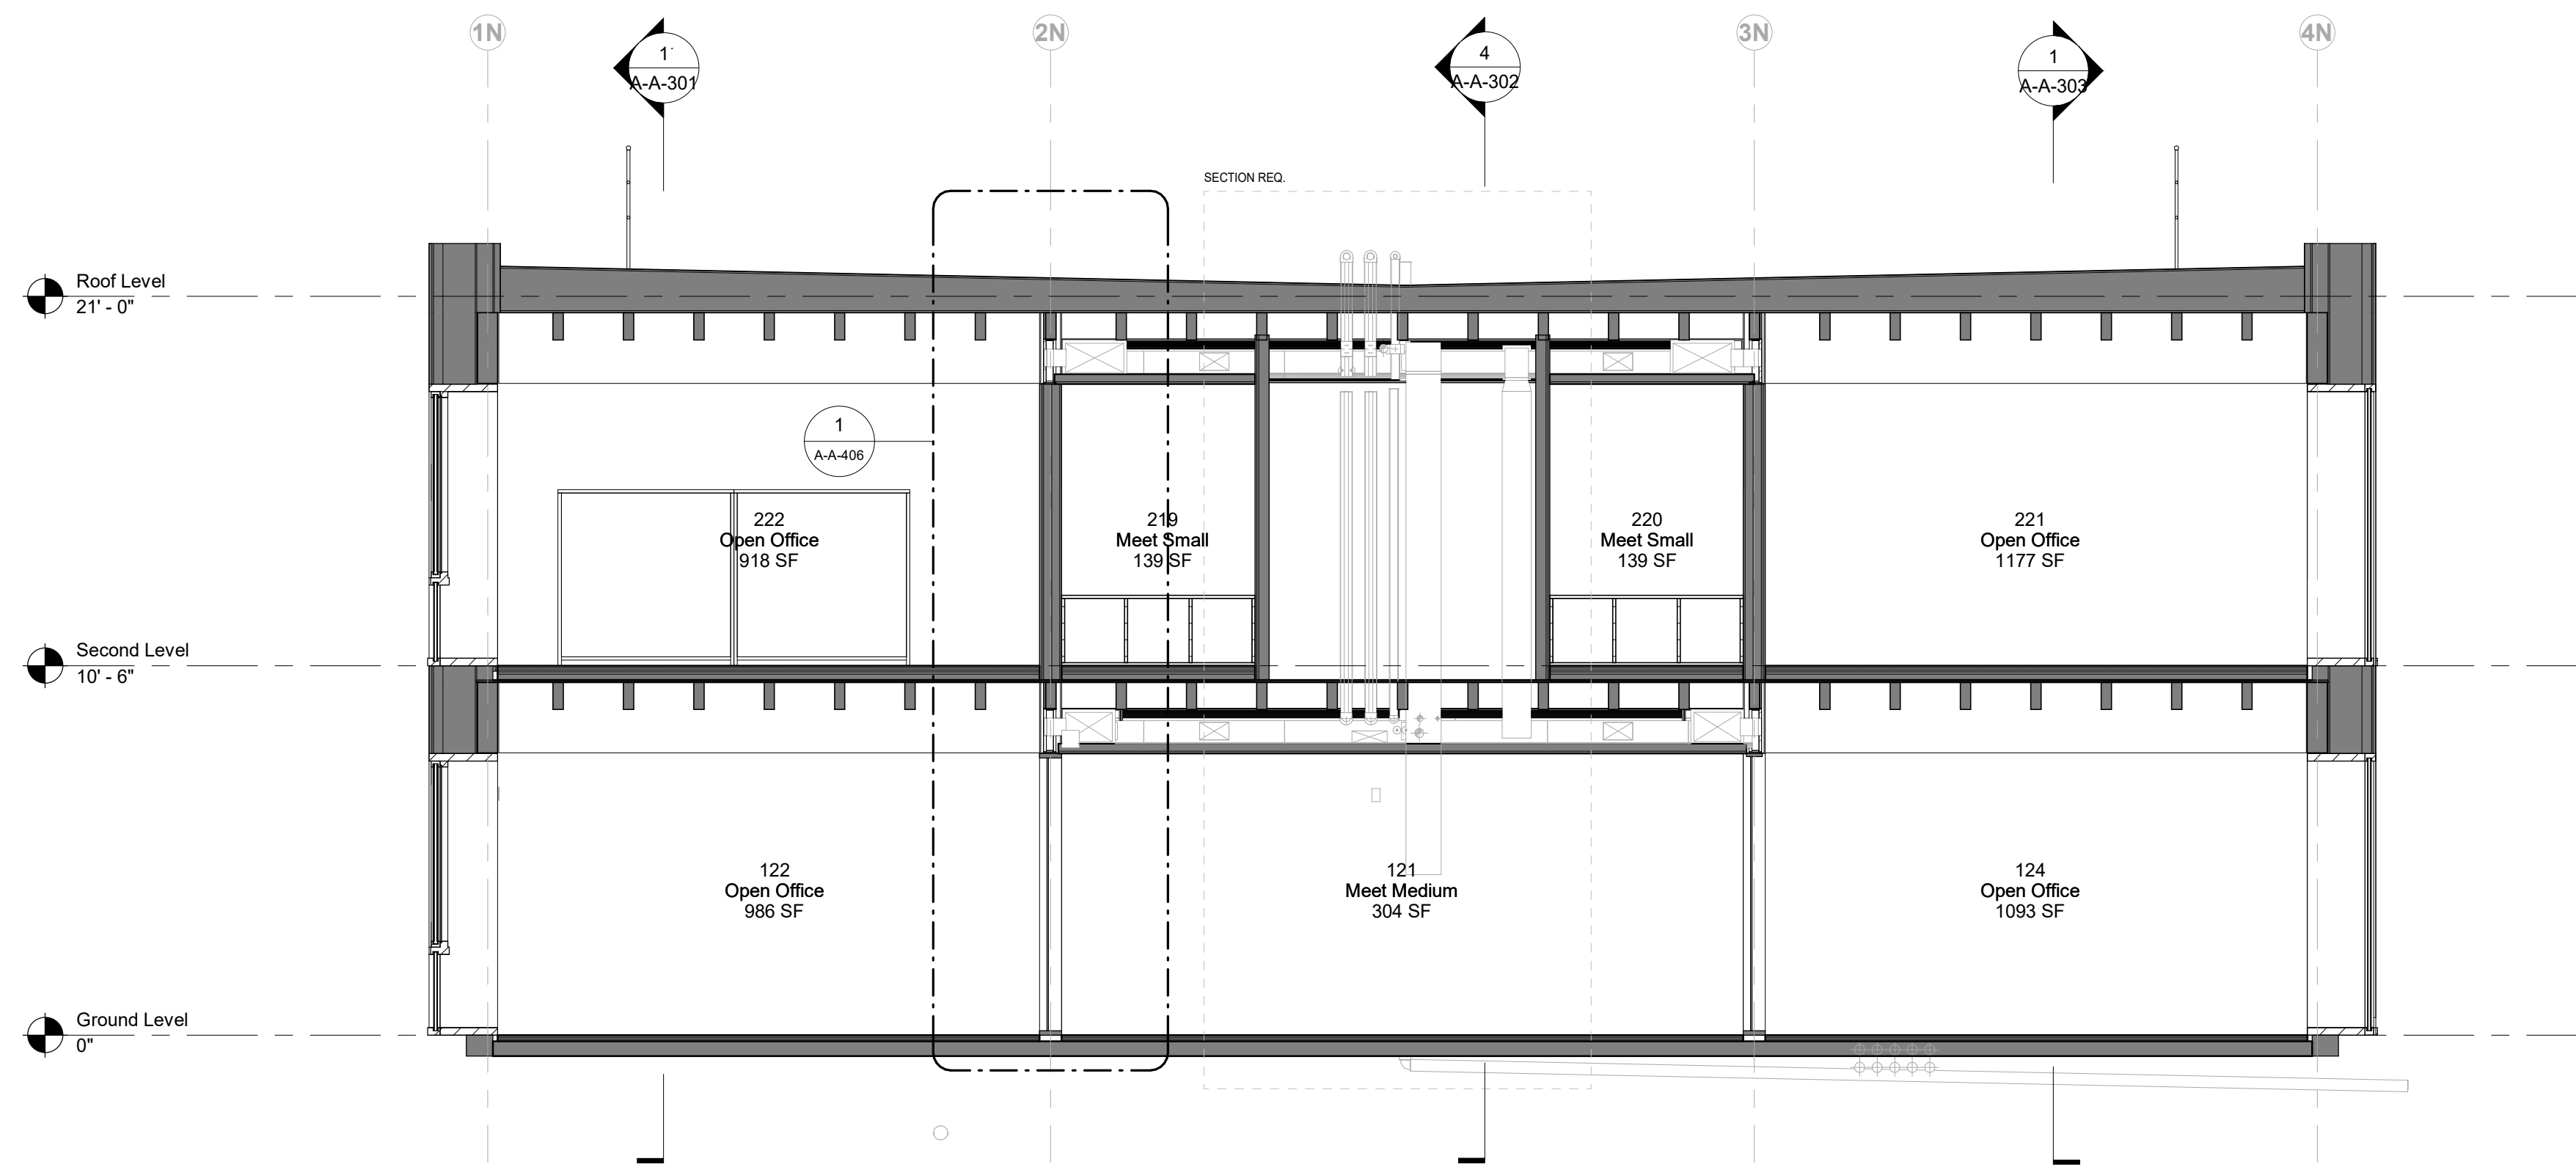 1N
2N
3N
4N
1
A-A-301
4
A-A-302
1
A-A-303
SECTION REQ.
Roof Level
21' - 0"
1
A-A-406
222
Open Office
918 SF
219
Meet Small
139 SF
220
Meet Small
139 SF
221
Open Office
1177 SF
Second Level
10' - 6"
122
Open Office
986 SF
121
Meet Medium
304 SF
124
Open Office
1093 SF
Ground Level
0"